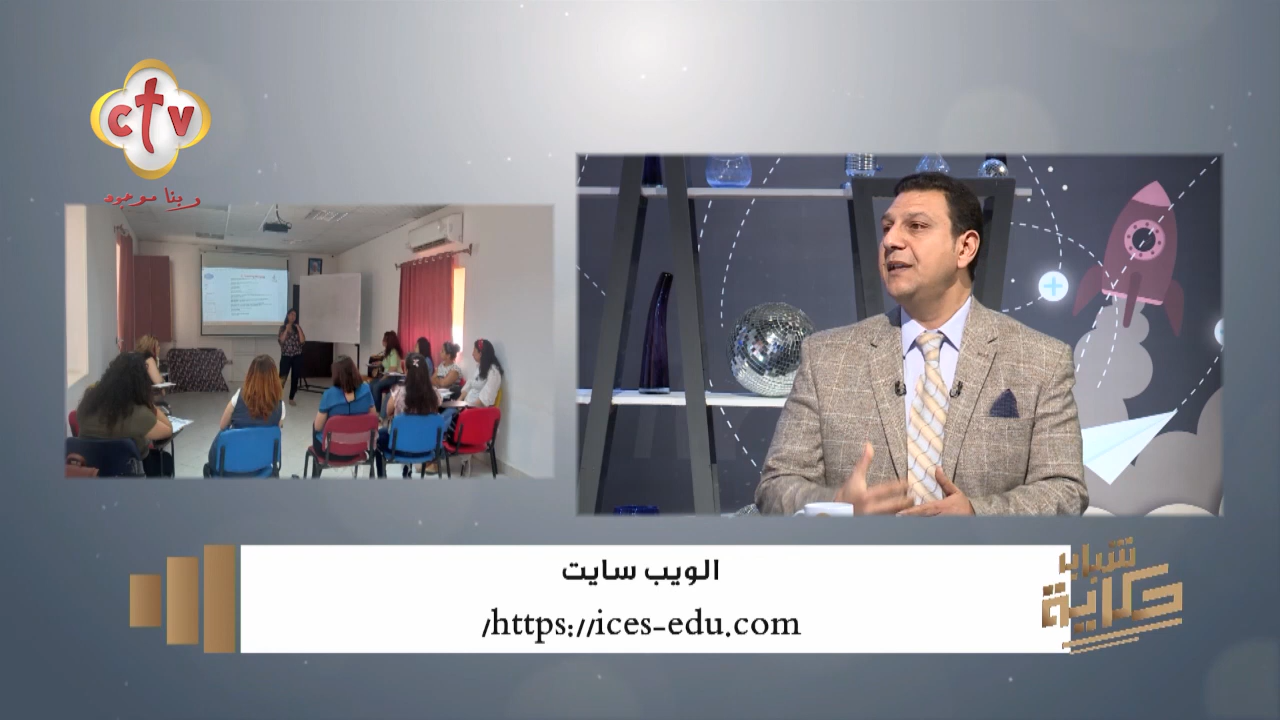 ctv
ربنا موجود
الويب سايت
https://ices-edu.com/
شباب
حكاية